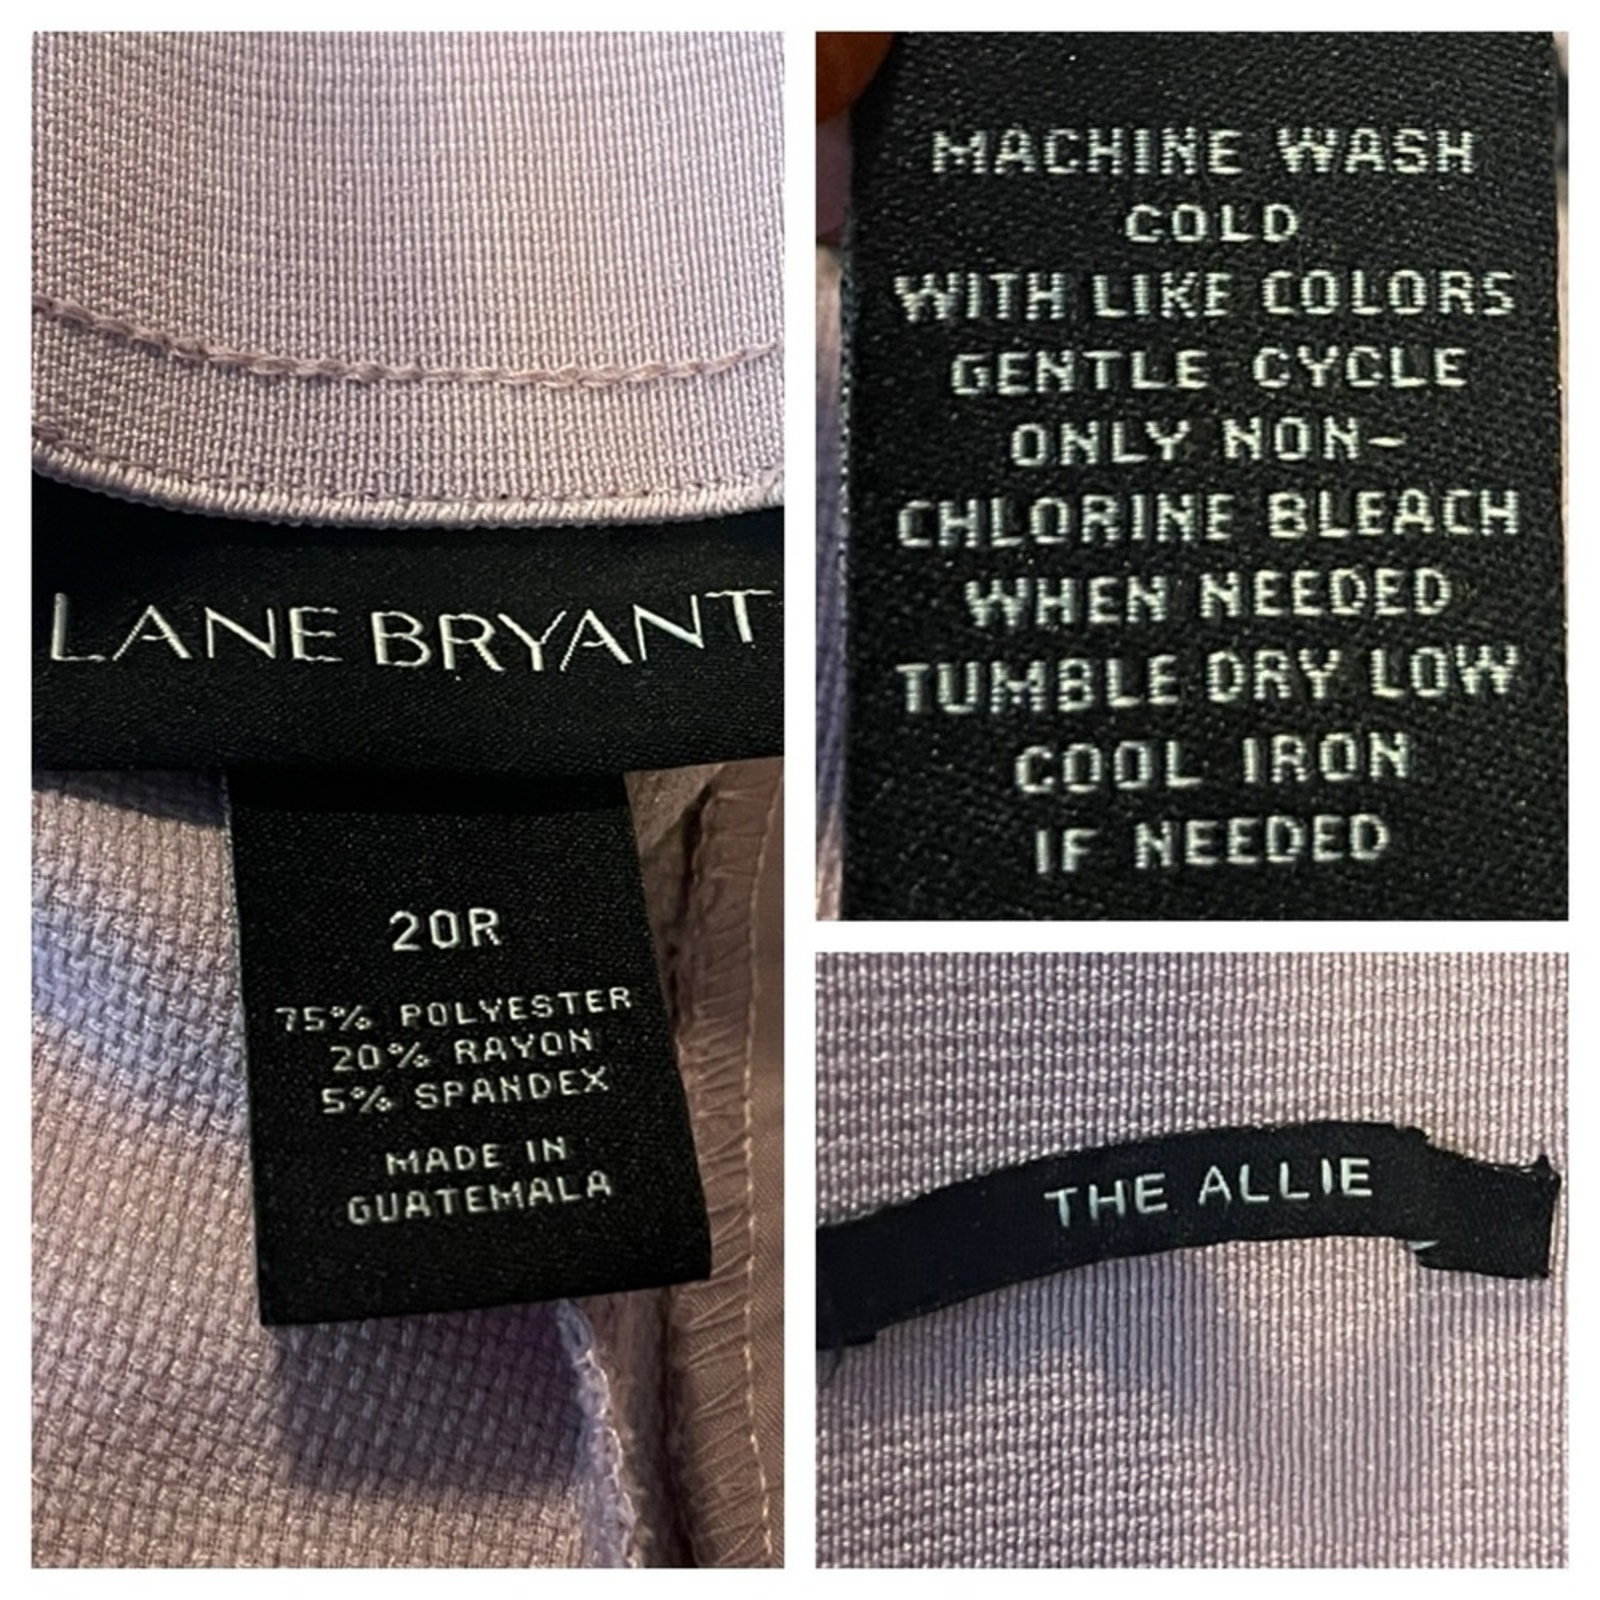 LANE BRYANT
20R
75% POLYESTER
20% RAYON
5% SPANDEX
MADE IN
GUATEMALA
MACHINE WASH
COLD
WITH LIKE COLORS
GENTLE CYCLE
ONLY NON-
CHLORINE BLEACH
WHEN NEEDED
TUMBLE DRY LOW
COOL IRON
IF NEEDED
THE ALLIE